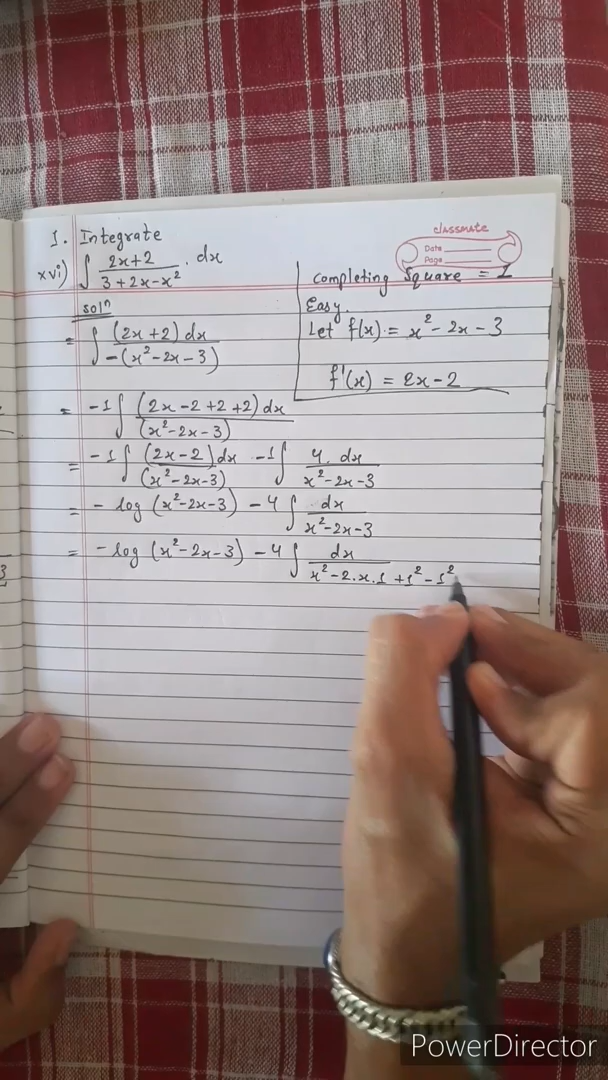 classmate
Date
Page
1. Integrate
xvi) ∫ 2x+2 / 3+2x-x² . dx
Completing Square = 1
Easy
Let f(x) = x² - 2x - 3
f'(x) = 2x - 2
solⁿ
= ∫ (2x+2) dx / -(x² - 2x - 3)
= -1 ∫ (2x - 2 + 2 + 2) dx / (x² - 2x - 3)
= -1 ∫ (2x - 2) dx / (x² - 2x - 3) - 1 ∫ 4 dx / x² - 2x - 3
= - log (x² - 2x - 3) - 4 ∫ dx / x² - 2x - 3
= - log (x² - 2x - 3) - 4 ∫ dx / x² - 2.x.1 + 1² - 1²
3
PowerDirector